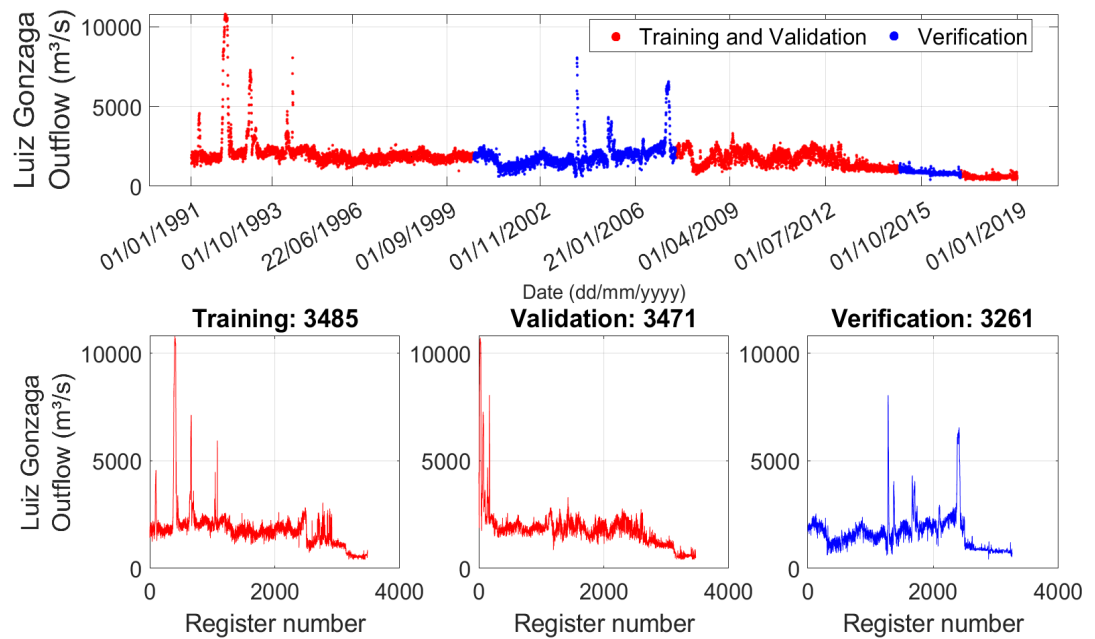 Luiz Gonzaga
Outflow (m³/s)
10000
5000
0
Training and Validation
Verification
01/01/1991
01/10/1993
22/06/1996
01/09/1999
01/11/2002
21/01/2006
01/04/2009
01/07/2012
01/10/2015
01/01/2019
Date (dd/mm/yyyy)
Training: 3485
Luiz Gonzaga
Outflow (m³/s)
10000
5000
0
0
2000
4000
Register number
Validation: 3471
10000
5000
0
0
2000
4000
Register number
Verification: 3261
10000
5000
0
0
2000
4000
Register number